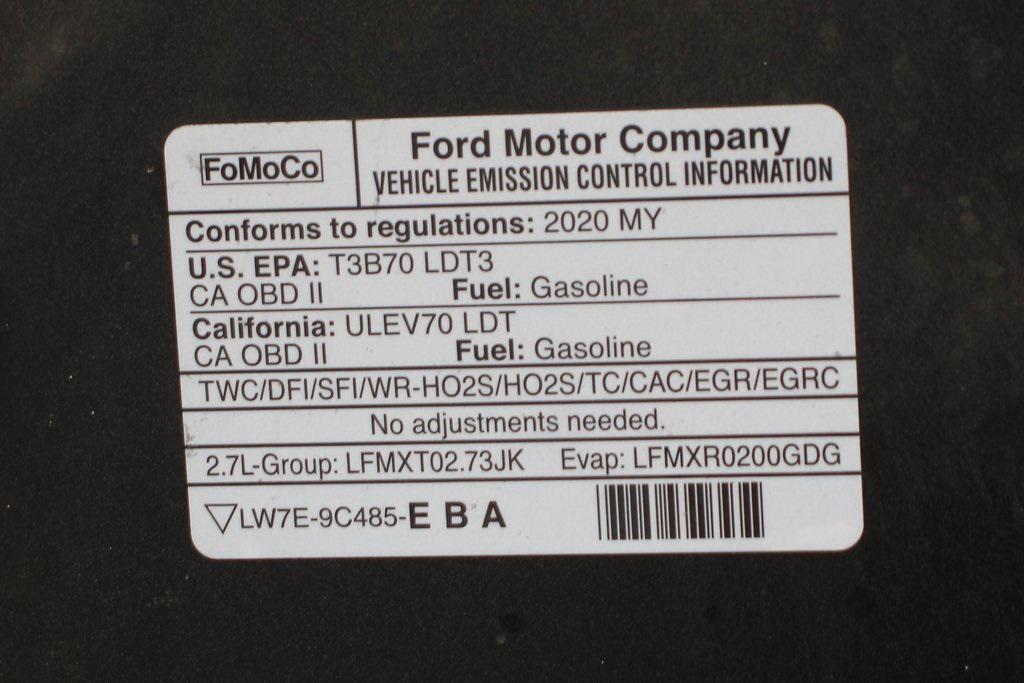 FoMoCo
Ford Motor Company
VEHICLE EMISSION CONTROL INFORMATION
Conforms to regulations: 2020 MY
U.S. EPA: T3B70 LDT3
CA OBD II Fuel: Gasoline
California: ULEV70 LDT
CA OBD II Fuel: Gasoline
TWC/DFI/SFI/WR-HO2S/HO2S/TC/CAC/EGR/EGRC
No adjustments needed.
2.7L-Group: LFMXT02.73JK Evap: LFMXR0200GDG
▽LW7E-9C485-E B A